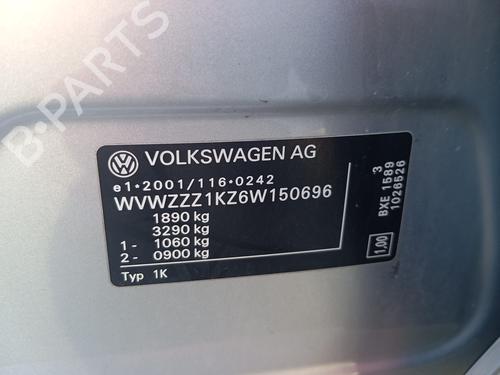 B-PARTS
VOLKSWAGEN AG
e1*2001/116*0242
WVWZZZ1KZ6W150696
1890 kg
3290 kg
1- 1060 kg
2- 0900 kg
Typ 1K
3
BXE 1589
1026526
1,00